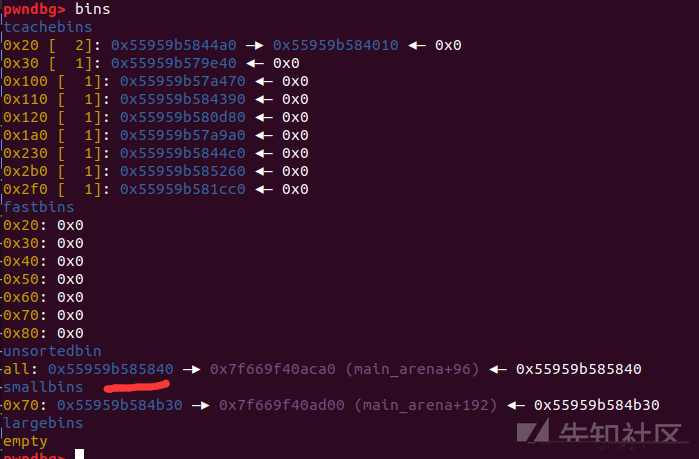 pwndbg> bins
tcachebins
0x20 [  2]: 0x55959b5844a0 —▸ 0x55959b584010 ◂— 0x0
0x30 [  1]: 0x55959b579e40 ◂— 0x0
0x100 [  1]: 0x55959b57a470 ◂— 0x0
0x110 [  1]: 0x55959b584390 ◂— 0x0
0x120 [  1]: 0x55959b580d80 ◂— 0x0
0x1a0 [  1]: 0x55959b57a9a0 ◂— 0x0
0x230 [  1]: 0x55959b5844c0 ◂— 0x0
0x2b0 [  1]: 0x55959b585260 ◂— 0x0
0x2f0 [  1]: 0x55959b581cc0 ◂— 0x0
fastbins
0x20: 0x0
0x30: 0x0
0x40: 0x0
0x50: 0x0
0x60: 0x0
0x70: 0x0
0x80: 0x0
unsortedbin
all: 0x55959b585840 —▸ 0x7f669f40aca0 (main_arena+96) ◂— 0x55959b585840
smallbins
0x70: 0x55959b584b30 —▸ 0x7f669f40ad00 (main_arena+192) ◂— 0x55959b584b30
largebins
empty
pwndbg>
先知社区